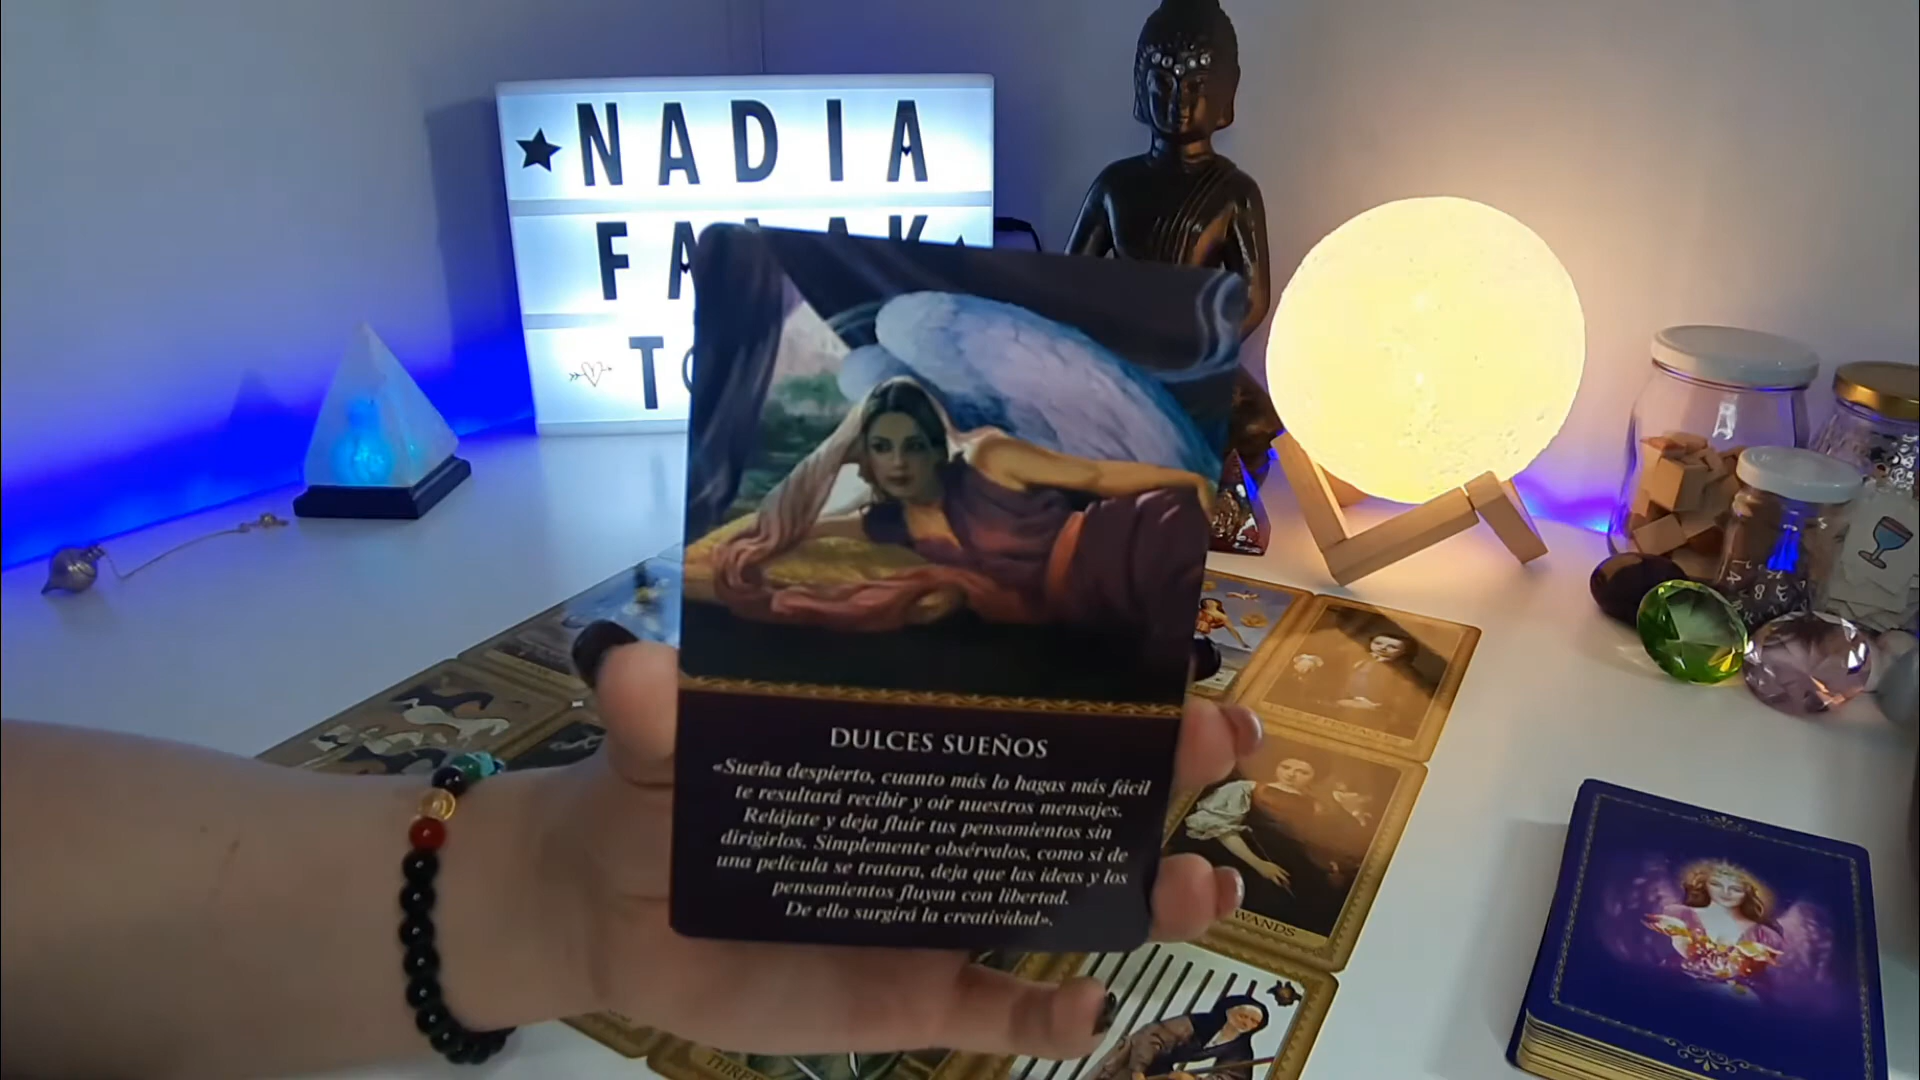 NADIA
DULCES SUEÑOS
«Sueña despierto, cuanto más lo hagas más fácil
te resultará recibir y oír nuestros mensajes.
Relájate y deja fluir tus pensamientos sin
dirigirlos. Simplemente obsérvalos, como si de
una película se tratara, deja que las ideas y los
pensamientos fluyan con libertad.
De ello surgirá la creatividad».
WANDS
THREE